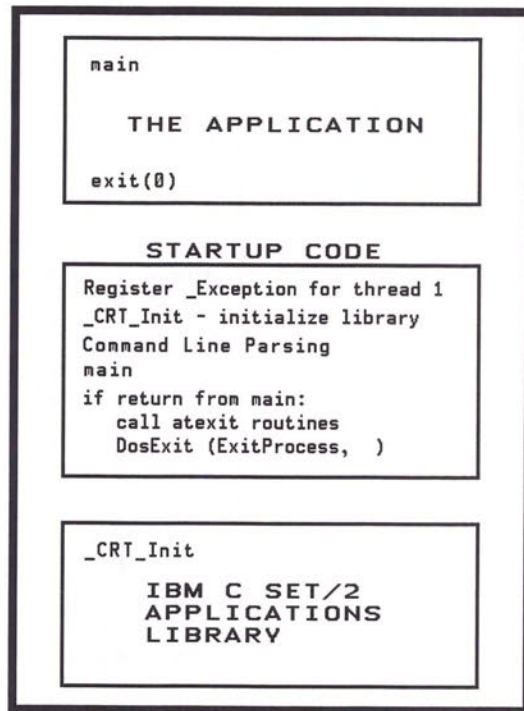 main
THE APPLICATION
exit(0)
STARTUP CODE
Register _Exception for thread 1
_CRT_Init - initialize library
Command Line Parsing
main
if return from main:
call atexit routines
DosExit (ExitProcess, )
_CRT_Init
IBM C SET/2
APPLICATIONS
LIBRARY